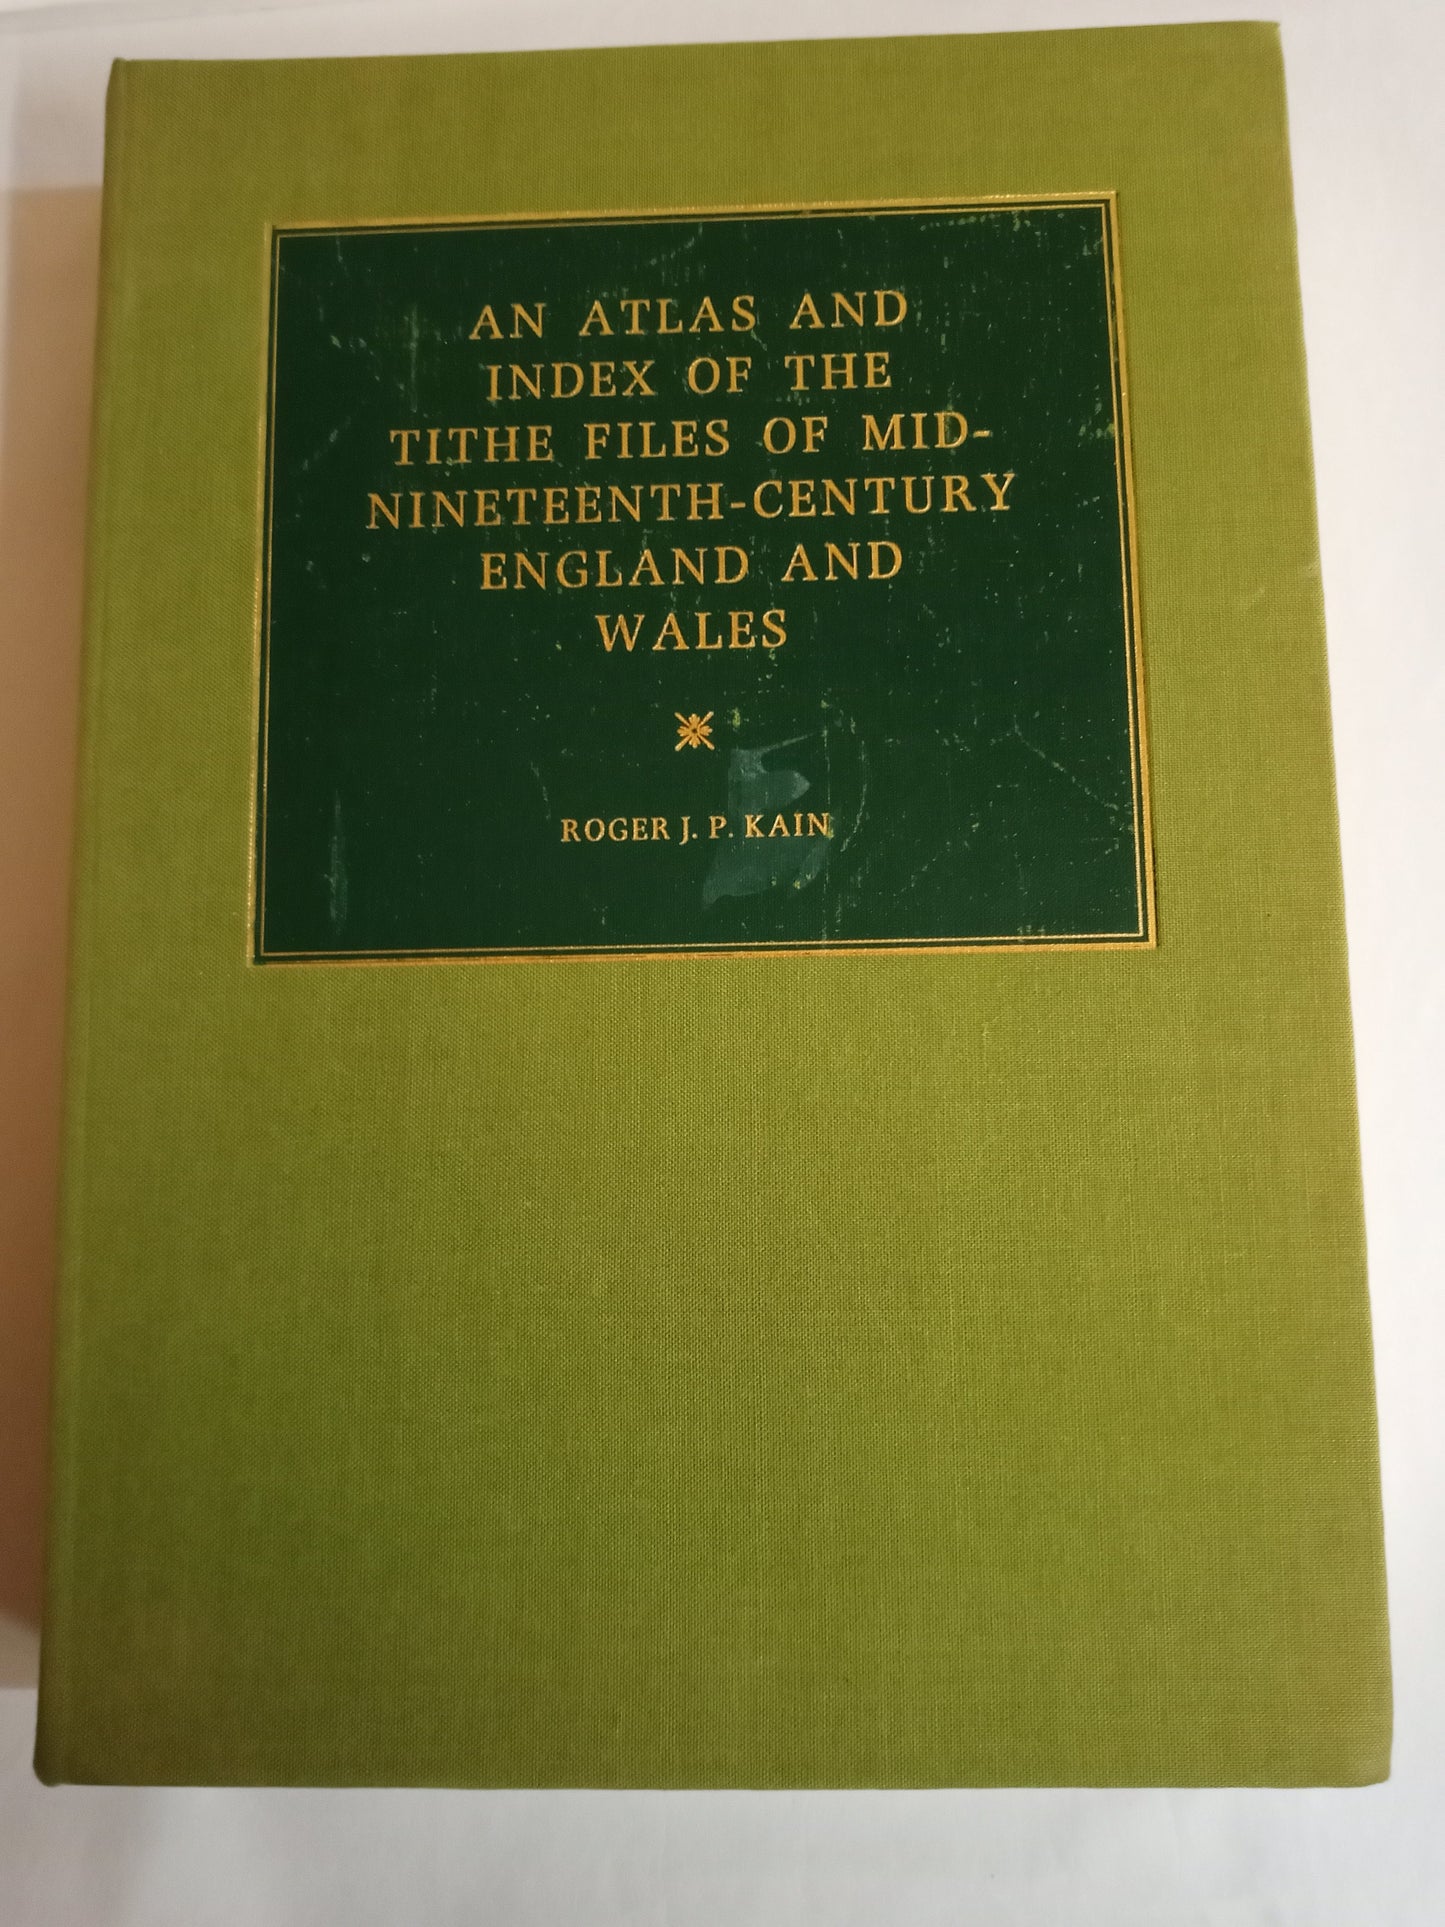 AN ATLAS AND
INDEX OF THE
TITHE FILES OF MID-
NINETEENTH-CENTURY
ENGLAND AND
WALES
ROGER J. P. KAIN